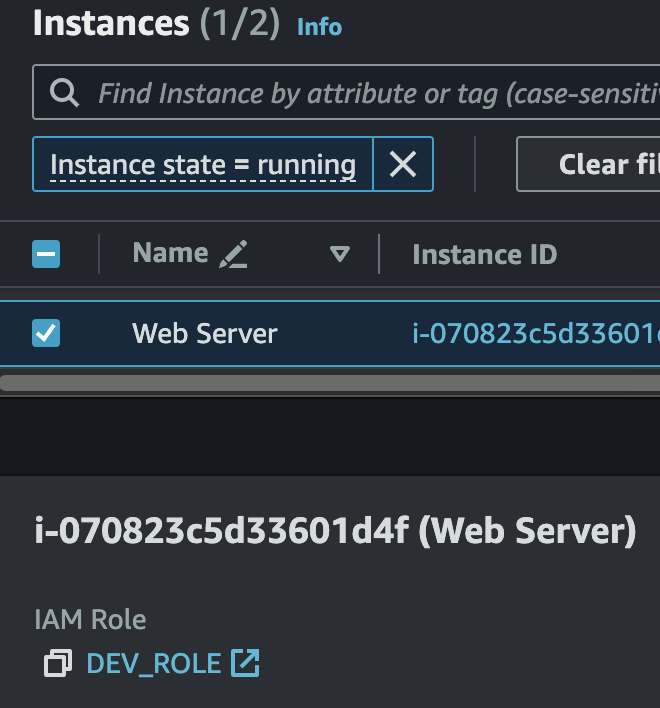 Instances (1/2) Info
Find Instance by attribute or tag (case-sensiti
Instance state = running Clear fil
Name Instance ID
Web Server i-070823c5d33601
i-070823c5d33601d4f (Web Server)
IAM Role
DEV_ROLE